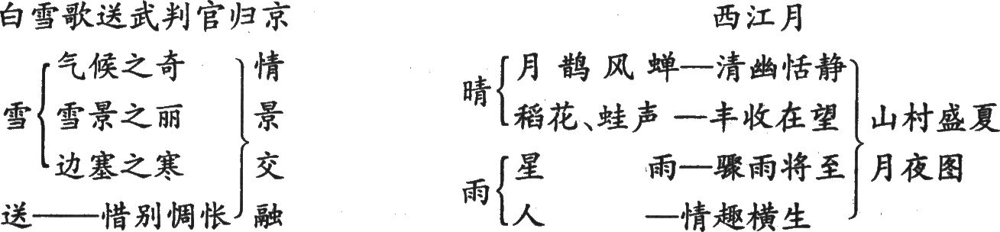 白雪歌送武判官归京
雪
气候之奇
雪景之丽
边塞之寒
送——惜别惆怅
情景交融
西江月
晴
月 鹊 风 蝉—清幽恬静
稻花、蛙声 —丰收在望
雨
星 雨—骤雨将至
人 —情趣横生
山村盛夏
月夜图